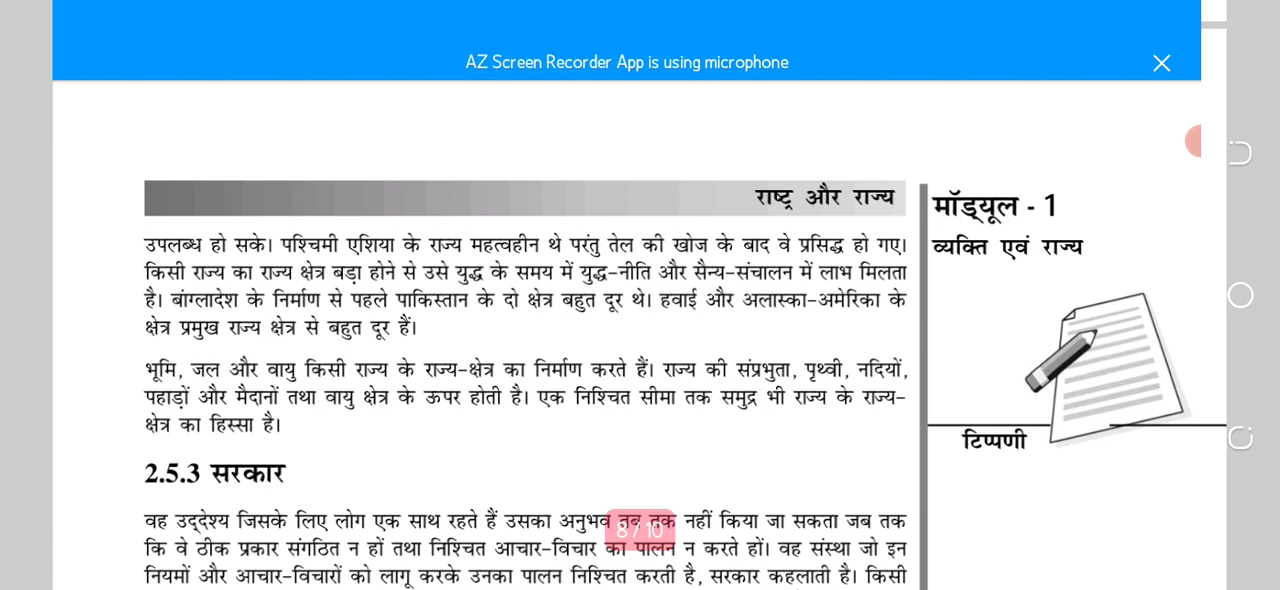 AZ Screen Recorder App is using microphone
राष्ट्र और राज्य
उपलब्ध हो सके। पश्चिमी एशिया के राज्य महत्वहीन थे परंतु तेल की खोज के बाद वे प्रसिद्ध हो गए।
किसी राज्य का राज्य क्षेत्र बड़ा होने से उसे युद्ध के समय में युद्ध-नीति और सैन्य-संचालन में लाभ मिलता
है। बांग्लादेश के निर्माण से पहले पाकिस्तान के दो क्षेत्र बहुत दूर थे। हवाई और अलास्का-अमेरिका के
क्षेत्र प्रमुख राज्य क्षेत्र से बहुत दूर हैं।
भूमि, जल और वायु किसी राज्य के राज्य-क्षेत्र का निर्माण करते हैं। राज्य की संप्रभुता, पृथ्वी, नदियों,
पहाड़ों और मैदानों तथा वायु क्षेत्र के ऊपर होती है। एक निश्चित सीमा तक समुद्र भी राज्य के राज्य-
क्षेत्र का हिस्सा है।
2.5.3 सरकार
वह उद्देश्य जिसके लिए लोग एक साथ रहते हैं उसका अनुभव तब तक नहीं किया जा सकता जब तक
8 / 10
कि वे ठीक प्रकार संगठित न हों तथा निश्चित आचार-विचार का पालन न करते हों। वह संस्था जो इन
नियमों और आचार-विचारों को लागू करके उनका पालन निश्चित करती है, सरकार कहलाती है। किसी
मॉड्यूल - 1
व्यक्ति एवं राज्य
टिप्पणी